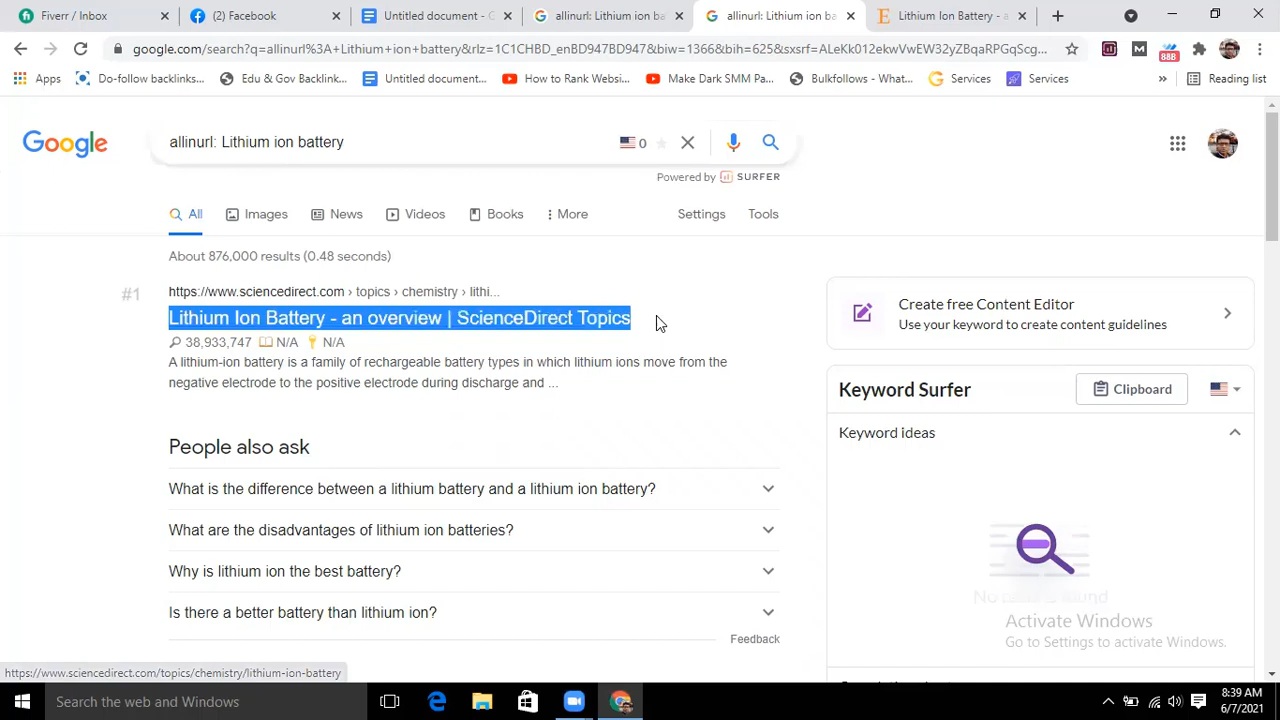 Fiverr / Inbox
(2) Facebook
Untitled document - G
allinurl: Lithium ion ba
allinurl: Lithium ion ba
Lithium Ion Battery - a
google.com/search?q=allinurl%3A+Lithium+ion+battery&rlz=1C1CHBD_enBD947BD947&biw=1366&bih=625&sxsrf=ALeKk012ekwVwEW32yZBqaRPGqScg...
88B
Apps
Do-follow backlinks...
Edu & Gov Backlink...
Untitled document...
How to Rank Websi...
Make Dark SMM Pa...
Bulkfollows - What...
Services
Services
»
Reading list
Google
allinurl: Lithium ion battery
0
Powered by SURFER
All
Images
News
Videos
Books
More
Settings
Tools
About 876,000 results (0.48 seconds)
#1
https://www.sciencedirect.com › topics › chemistry › lithi...
Lithium Ion Battery - an overview | ScienceDirect Topics
38,933,747 N/A N/A
A lithium-ion battery is a family of rechargeable battery types in which lithium ions move from the
negative electrode to the positive electrode during discharge and ...
People also ask
What is the difference between a lithium battery and a lithium ion battery?
What are the disadvantages of lithium ion batteries?
Why is lithium ion the best battery?
Is there a better battery than lithium ion?
Feedback
Create free Content Editor
Use your keyword to create content guidelines
Keyword Surfer
Clipboard
Keyword ideas
Activate Windows
Go to Settings to activate Windows.
https://www.sciencedirect.com/topics/chemistry/lithium-ion-battery
Search the web and Windows
8:39 AM
6/7/2021